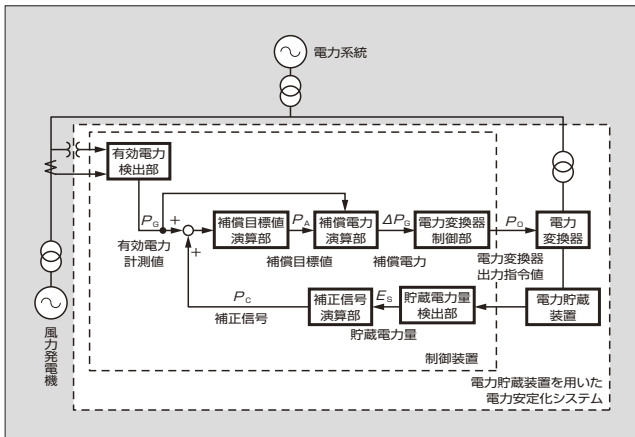 電力系統
有効電力
検出部
P_G
+
+
有効電力
計測値
補償目標値
演算部
P_A
補償目標値
補償電力
演算部
ΔP_G
補償電力
電力変換器
制御部
P_O
電力変換器
出力指令値
電力
変換器
P_C
補正信号
補正信号
演算部
E_S
貯蔵電力量
貯蔵電力量
検出部
電力貯蔵
装置
風力発電機
制御装置
電力貯蔵装置を用いた
電力安定化システム